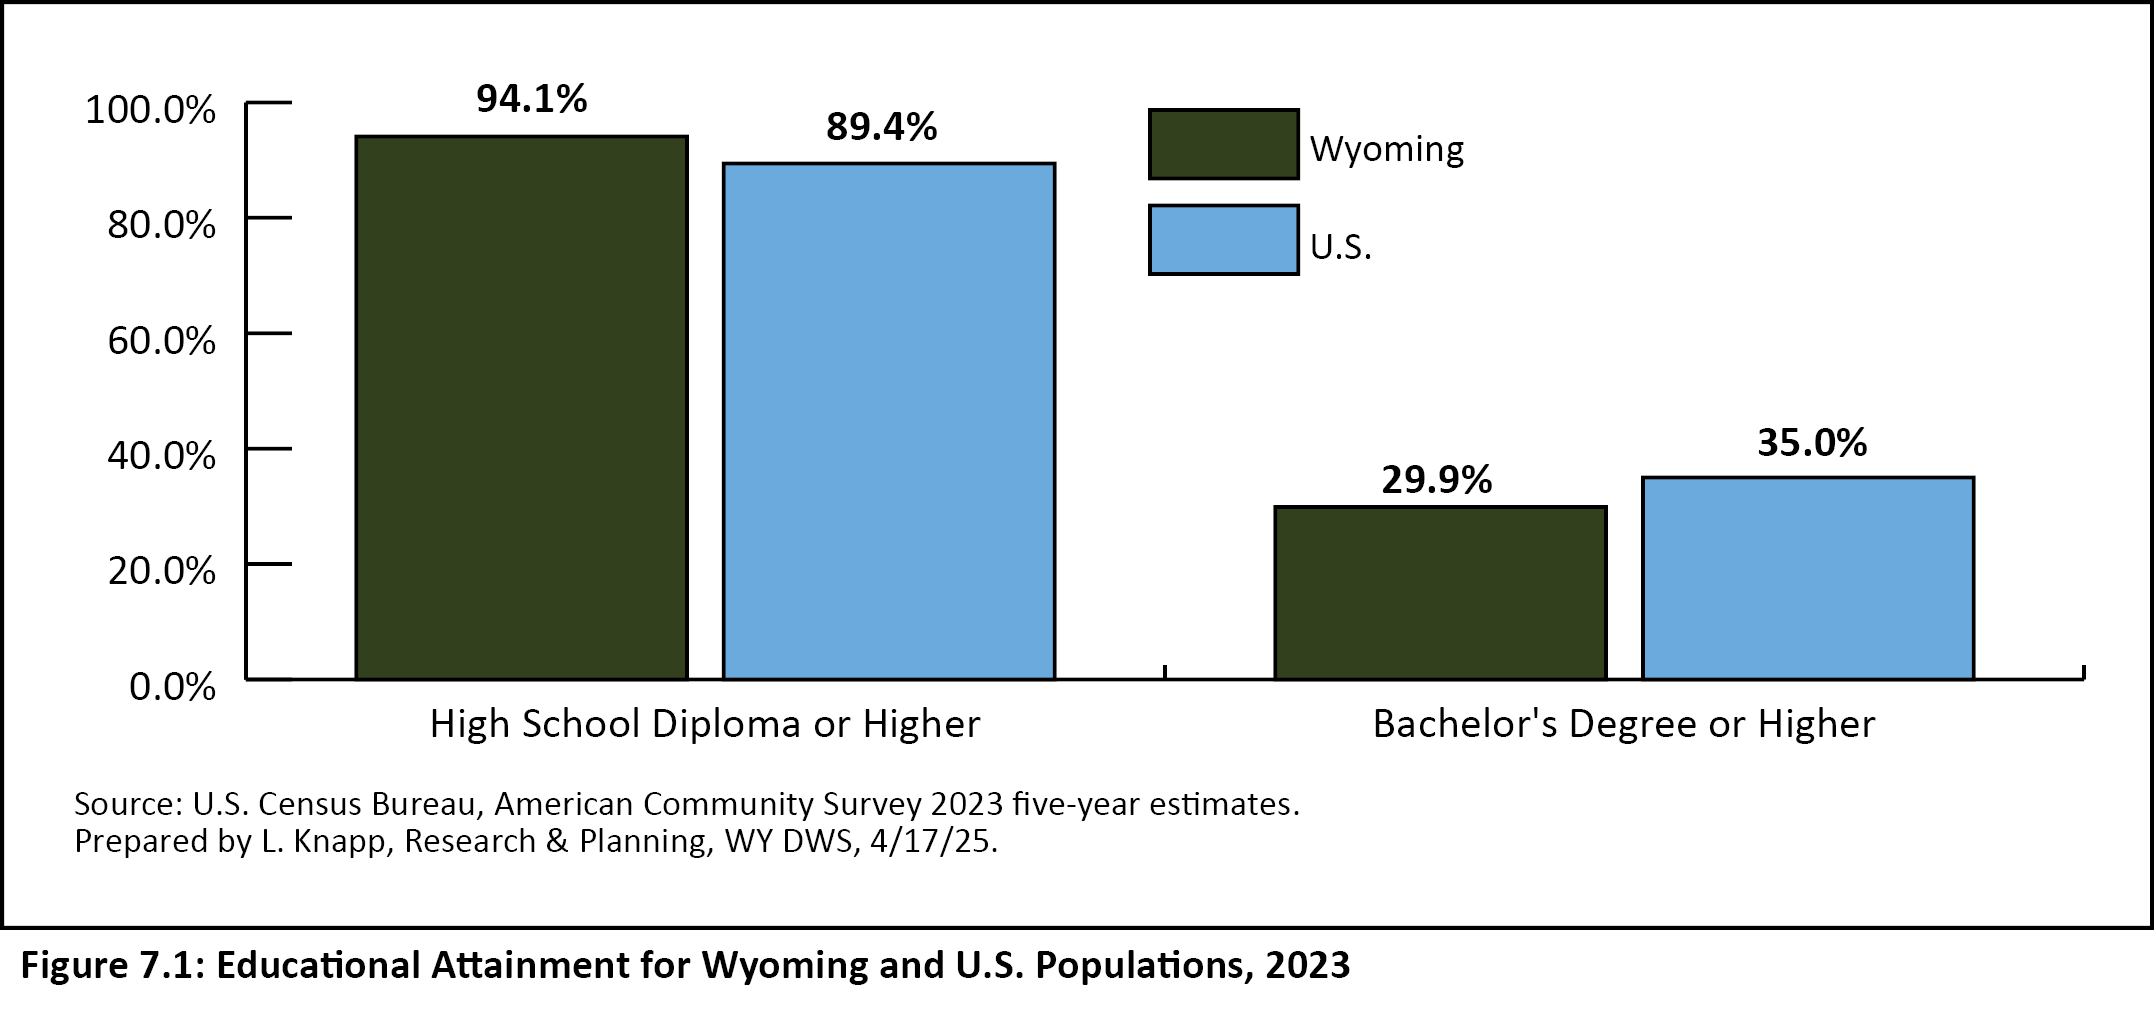 100.0%
80.0%
60.0%
40.0%
20.0%
0.0%
94.1%
89.4%
29.9%
35.0%
Wyoming
U.S.
High School Diploma or Higher
Bachelor's Degree or Higher
Source: U.S. Census Bureau, American Community Survey 2023 five-year estimates.
Prepared by L. Knapp, Research & Planning, WY DWS, 4/17/25.
Figure 7.1: Educational Attainment for Wyoming and U.S. Populations, 2023